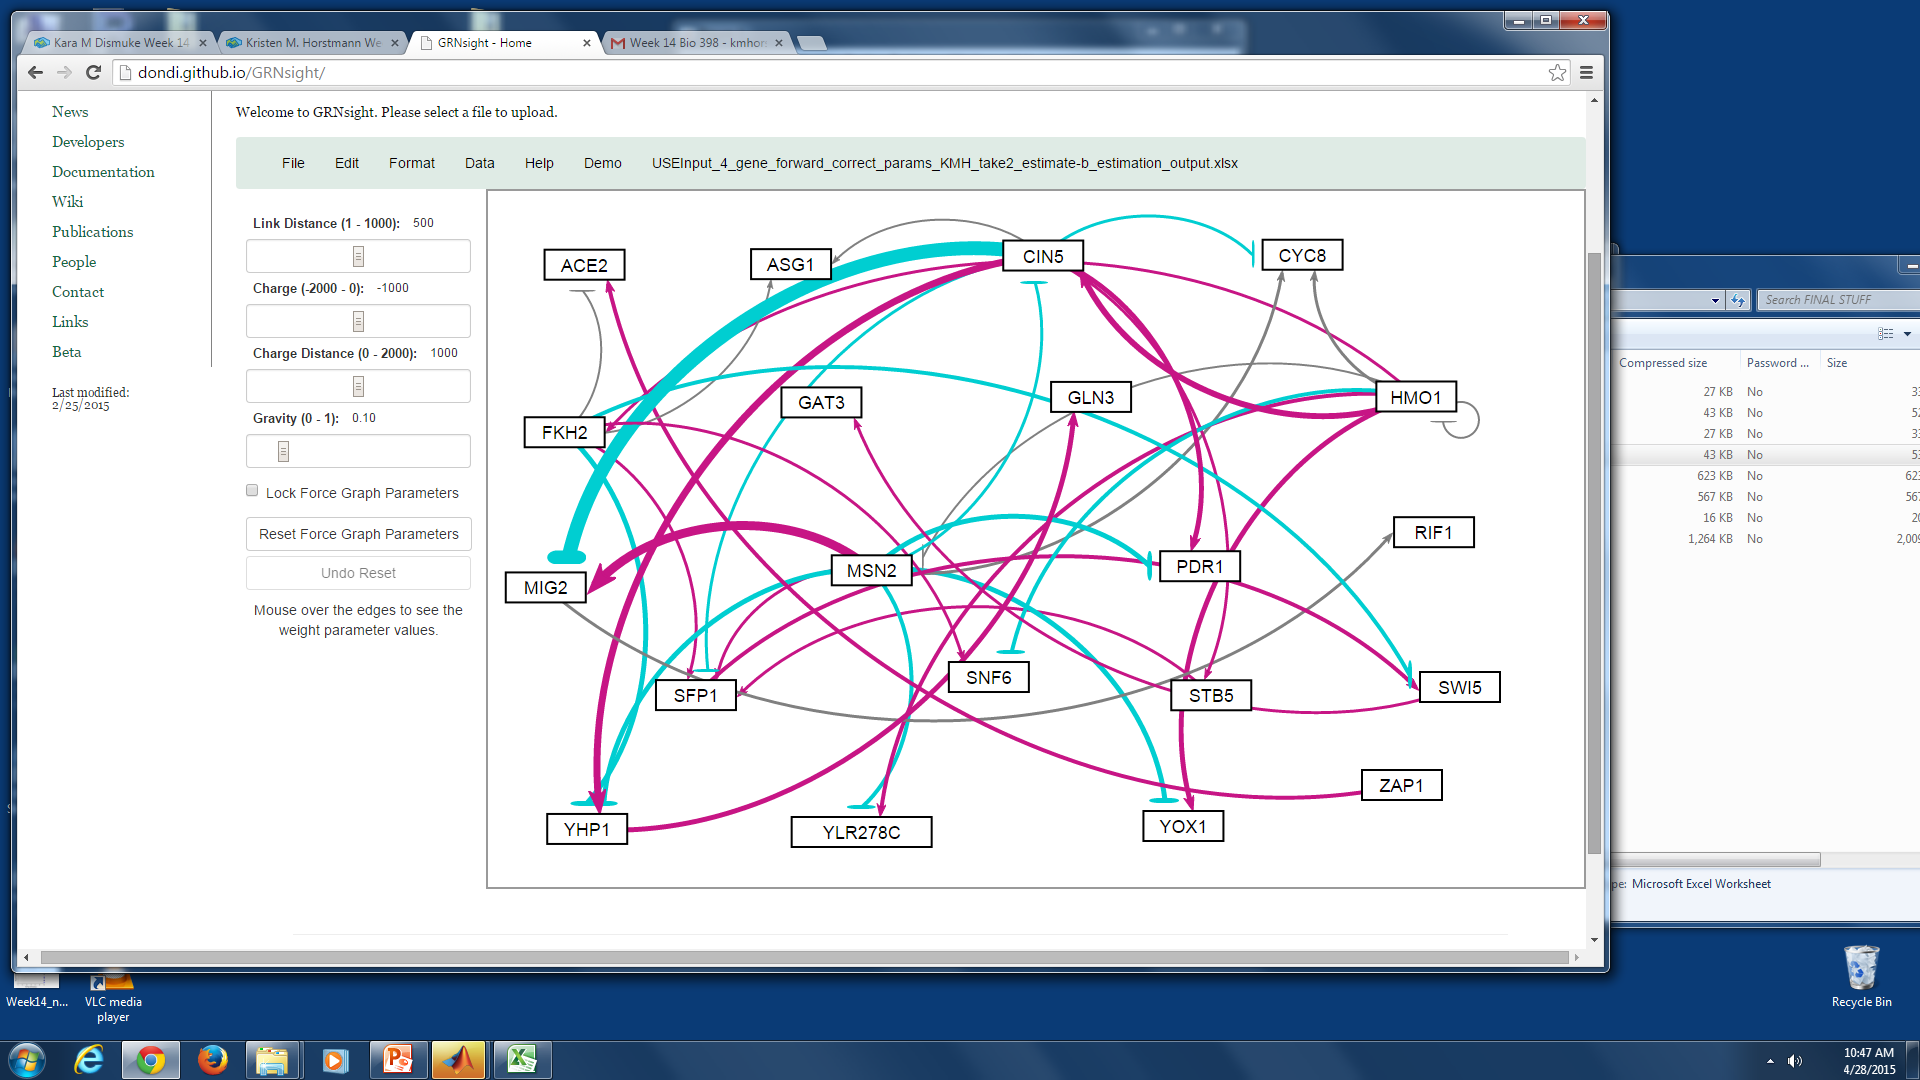 Kara M Dismuke Week 14
Kristen M. Horstmann We
GRNsight - Home
Week 14 Bio 398 - kmhor
dondi.github.io/GRNsight/
News
Developers
Documentation
Wiki
Publications
People
Contact
Links
Beta
Last modified:
2/25/2015
Welcome to GRNsight. Please select a file to upload.
File Edit Format Data Help Demo USEInput_4_gene_forward_correct_params_KMH_take2_estimate-b_estimation_output.xlsx
Link Distance (1 - 1000): 500
Charge (-2000 - 0): -1000
Charge Distance (0 - 2000): 1000
Gravity (0 - 1): 0.10
Lock Force Graph Parameters
Reset Force Graph Parameters
Undo Reset
Mouse over the edges to see the
weight parameter values.
ACE2
ASG1
CIN5
CYC8
FKH2
GAT3
GLN3
HMO1
RIF1
MIG2
MSN2
PDR1
SFP1
SNF6
STB5
SWI5
ZAP1
YHP1
YLR278C
YOX1
Search FINAL STUFF
Compressed size Password ... Size
27 KB No
43 KB No
27 KB No
43 KB No
623 KB No
567 KB No
16 KB No
1,264 KB No
Microsoft Excel Worksheet
Week14_n...
VLC media
player
Recycle Bin
10:47 AM
4/28/2015